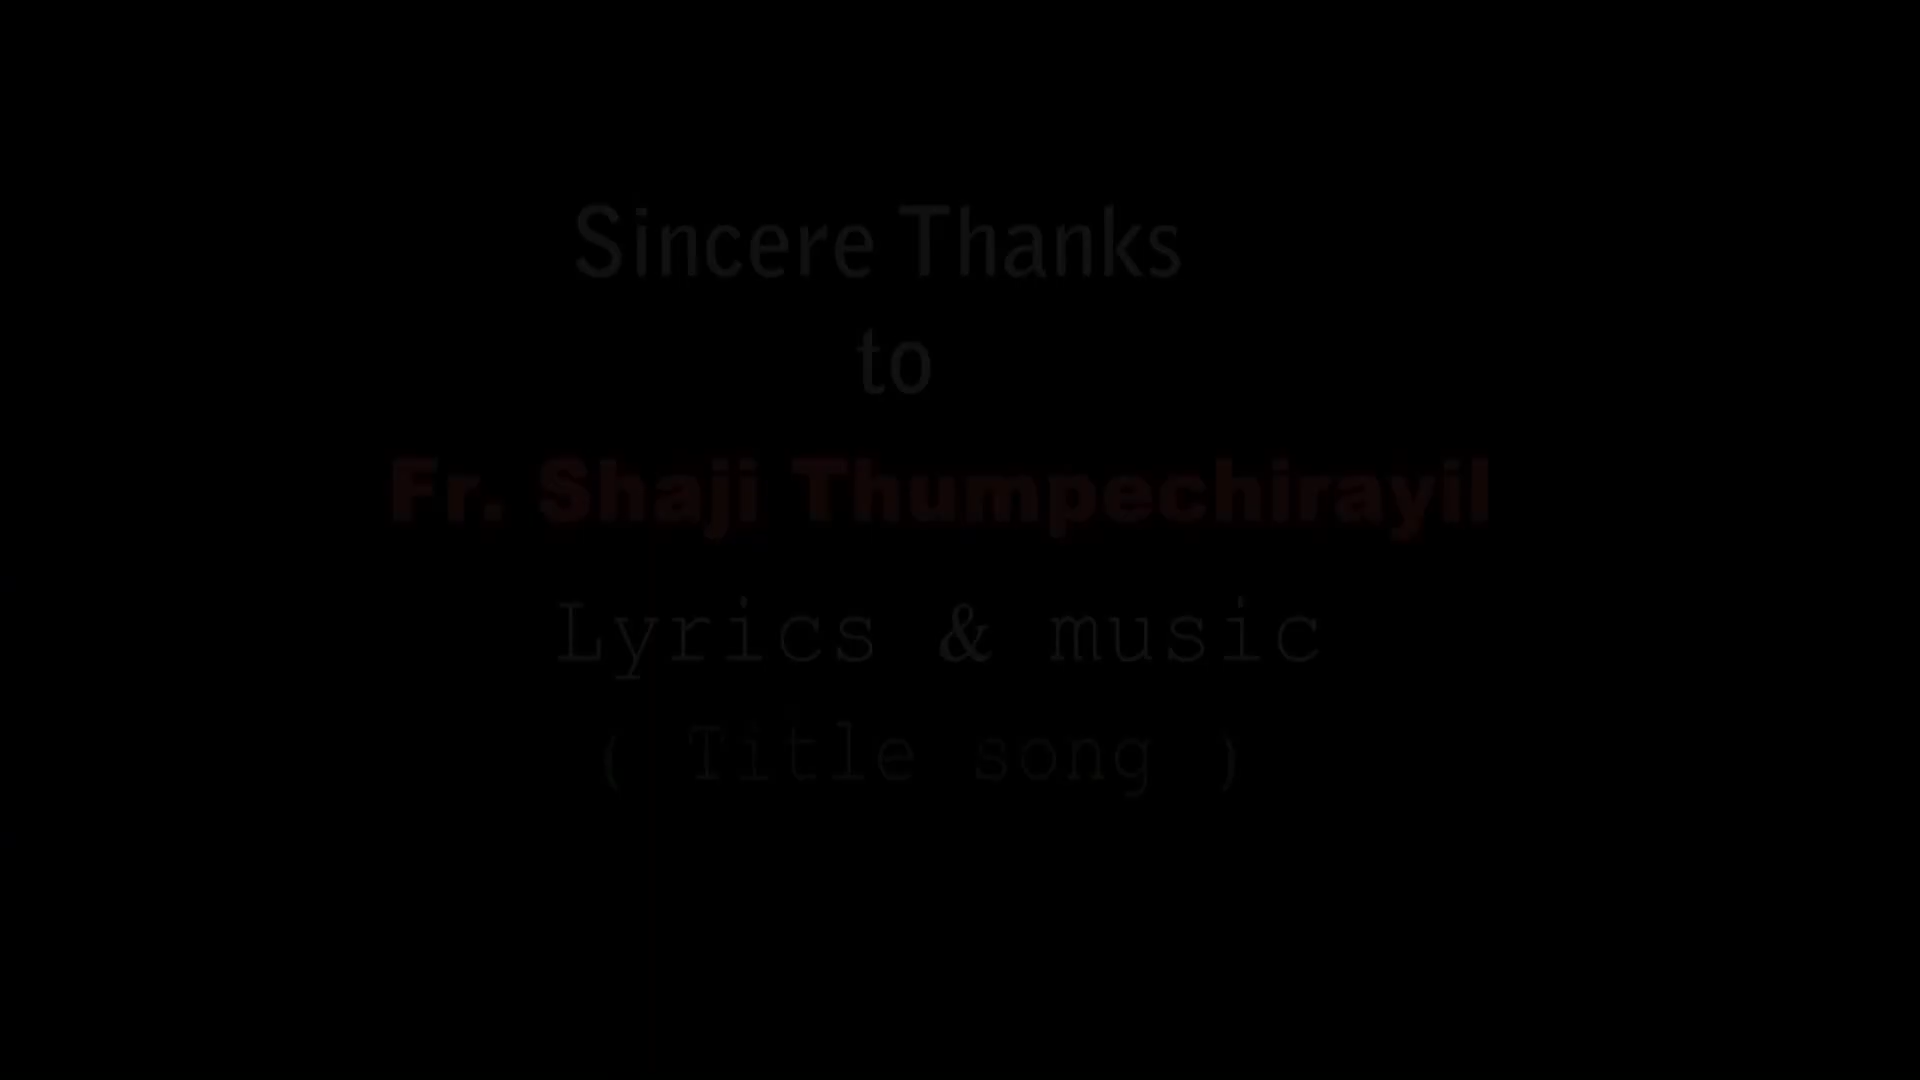 Sincere Thanks
to
Fr. Shaji Thumpechirayil
Lyrics & music
( Title song )